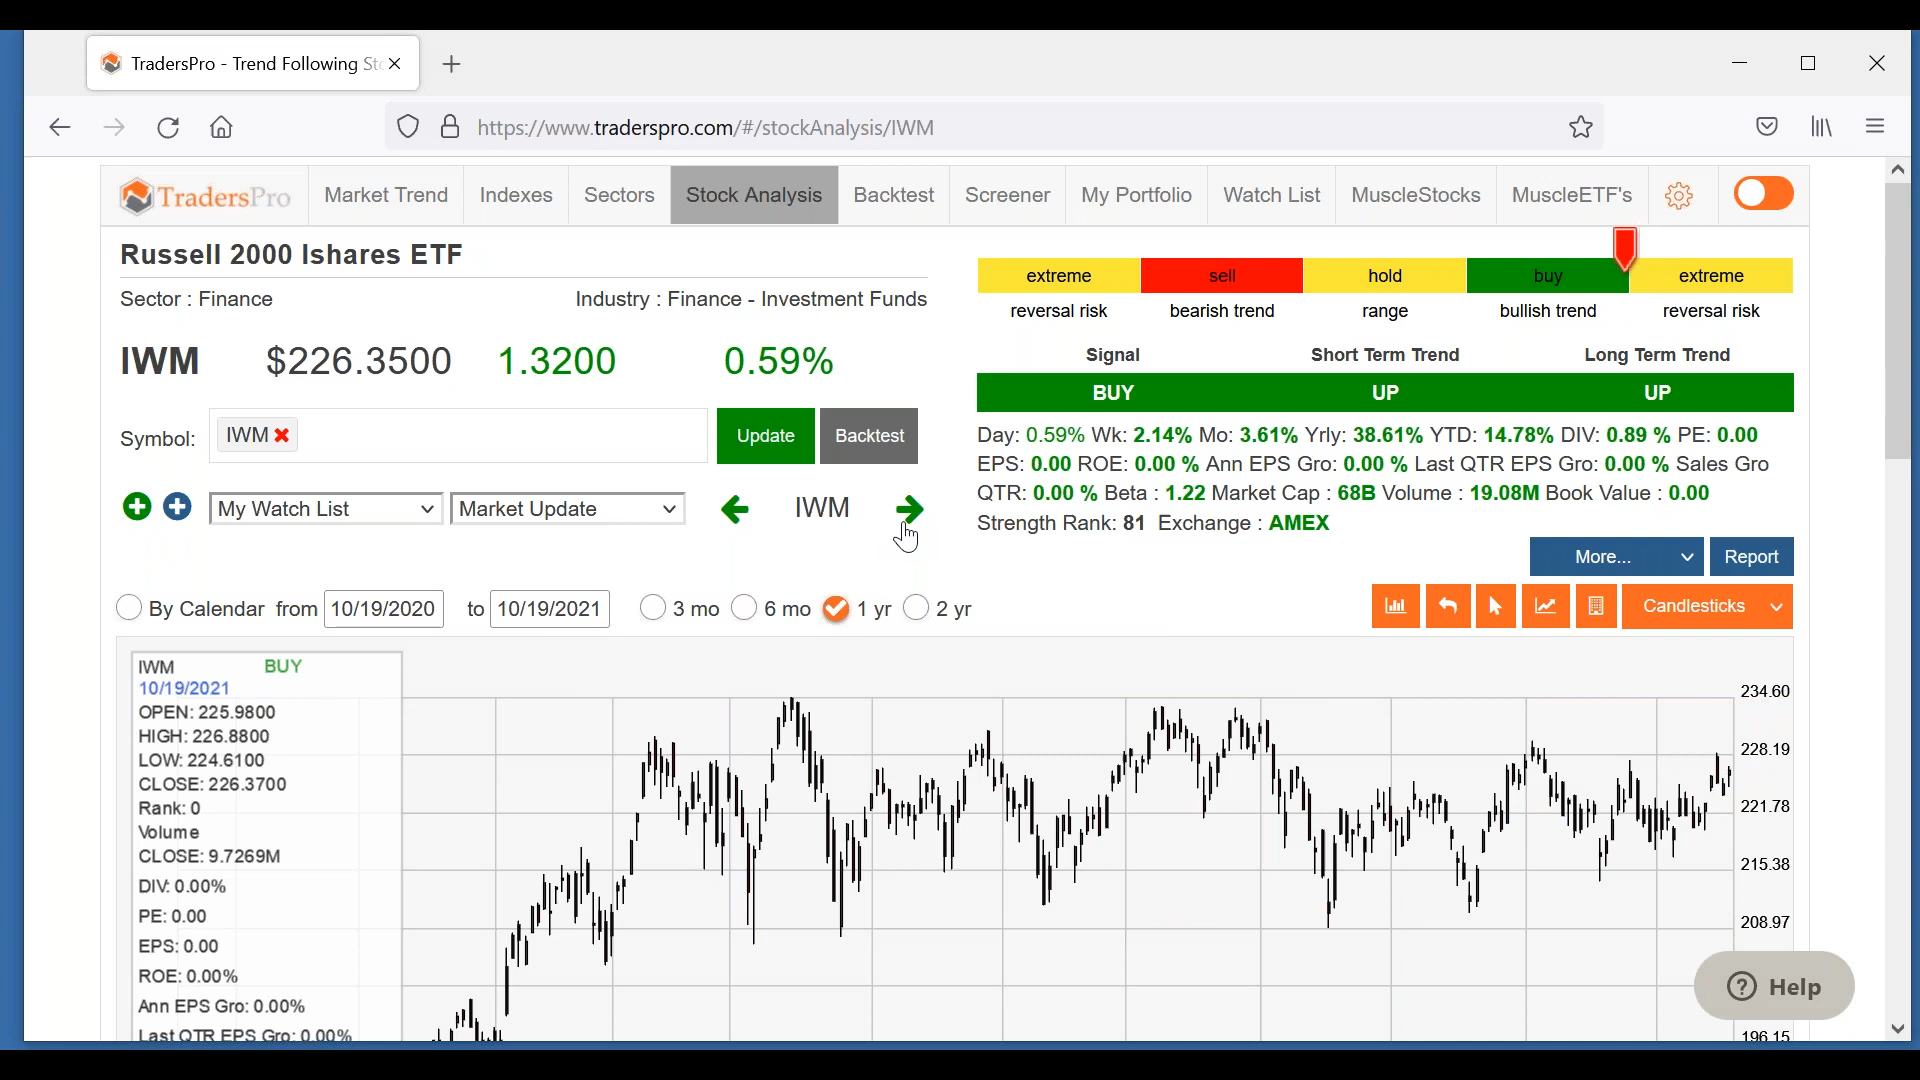 TradersPro - Trend Following Sto
https://www.traderspro.com/#/stockAnalysis/IWM
TradersPro Market Trend Indexes Sectors Stock Analysis Backtest Screener My Portfolio Watch List MuscleStocks MuscleETF's
Russell 2000 Ishares ETF
Sector : Finance Industry : Finance - Investment Funds
IWM $226.3500 1.3200 0.59%
Symbol: IWM Update Backtest
My Watch List Market Update IWM
extreme sell hold buy extreme
reversal risk bearish trend range bullish trend reversal risk
Signal Short Term Trend Long Term Trend
BUY UP UP
Day: 0.59% Wk: 2.14% Mo: 3.61% Yrly: 38.61% YTD: 14.78% DIV: 0.89 % PE: 0.00
EPS: 0.00 ROE: 0.00 % Ann EPS Gro: 0.00 % Last QTR EPS Gro: 0.00 % Sales Gro
QTR: 0.00 % Beta : 1.22 Market Cap : 68B Volume : 19.08M Book Value : 0.00
Strength Rank: 81 Exchange : AMEX
More... Report
By Calendar from 10/19/2020 to 10/19/2021 3 mo 6 mo 1 yr 2 yr
Candlesticks
IWM BUY
10/19/2021
OPEN: 225.9800
HIGH: 226.8800
LOW: 224.6100
CLOSE: 226.3700
Rank: 0
Volume
CLOSE: 9.7269M
DIV: 0.00%
PE: 0.00
EPS: 0.00
ROE: 0.00%
Ann EPS Gro: 0.00%
Last QTR EPS Gro: 0.00%
234.60
228.19
221.78
215.38
208.97
196.15
Help